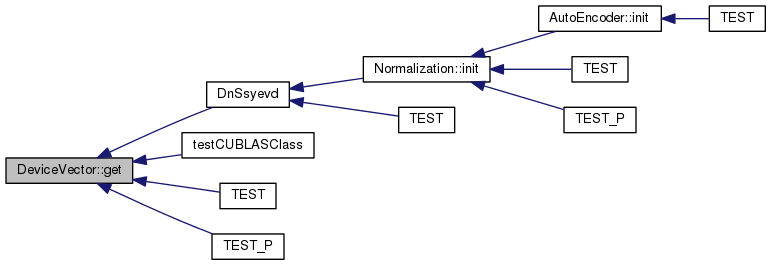 AutoEncoder::init
TEST
Normalization::init
TEST
DnSsyevd
TEST
TEST_P
testCUBLASClass
DeviceVector::get
TEST
TEST_P